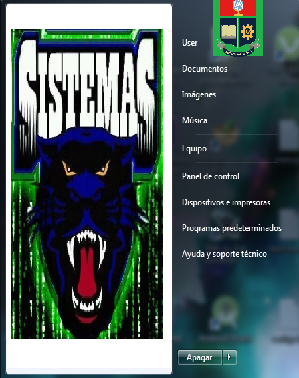 SISTEMAS
User
Documentos
Imágenes
Música
Equipo
Panel de control
Dispositivos e impresoras
Programas predeterminados
Ayuda y soporte técnico
Apagar